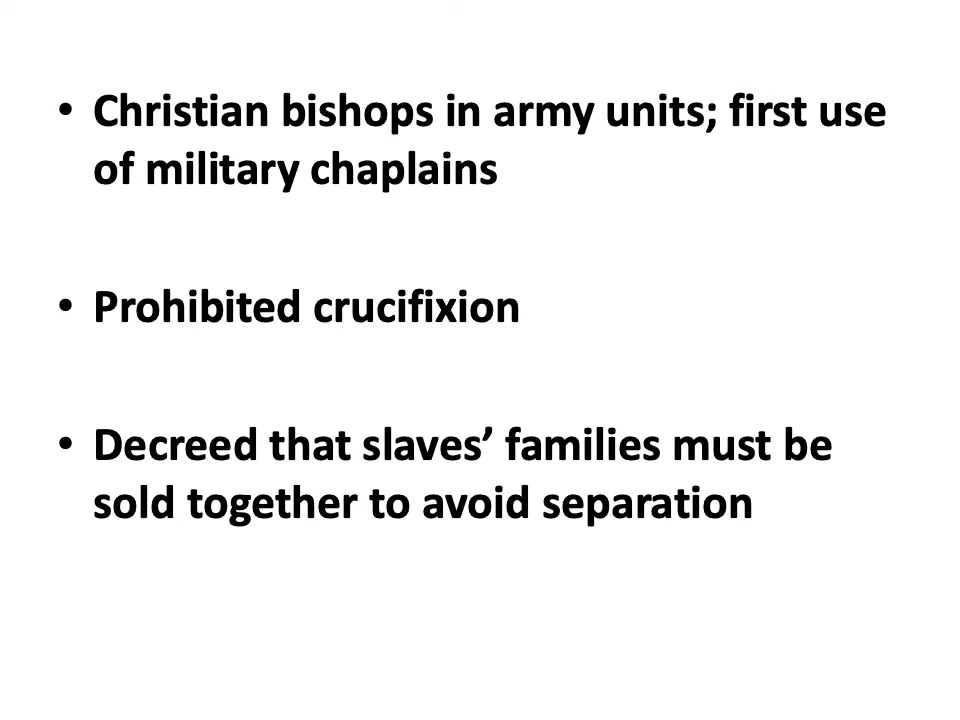 • Christian bishops in army units; first use
of military chaplains
• Prohibited crucifixion
• Decreed that slaves’ families must be
sold together to avoid separation